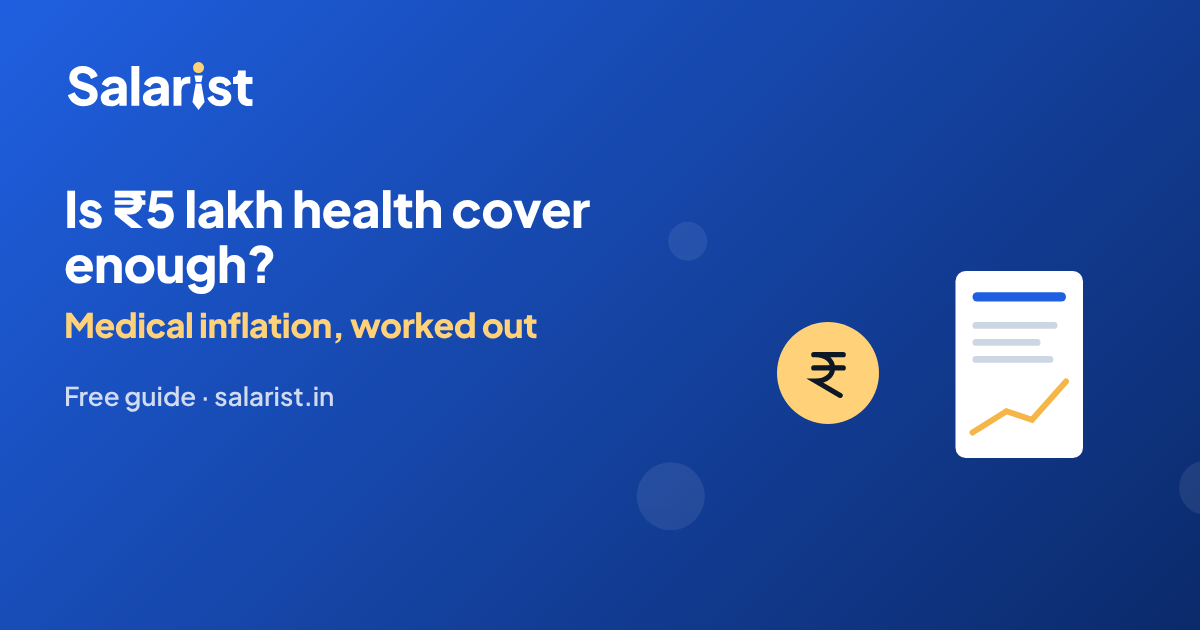 Salarist
Is ₹5 lakh health cover
enough?
Medical inflation, worked out
Free guide · salarist.in
₹